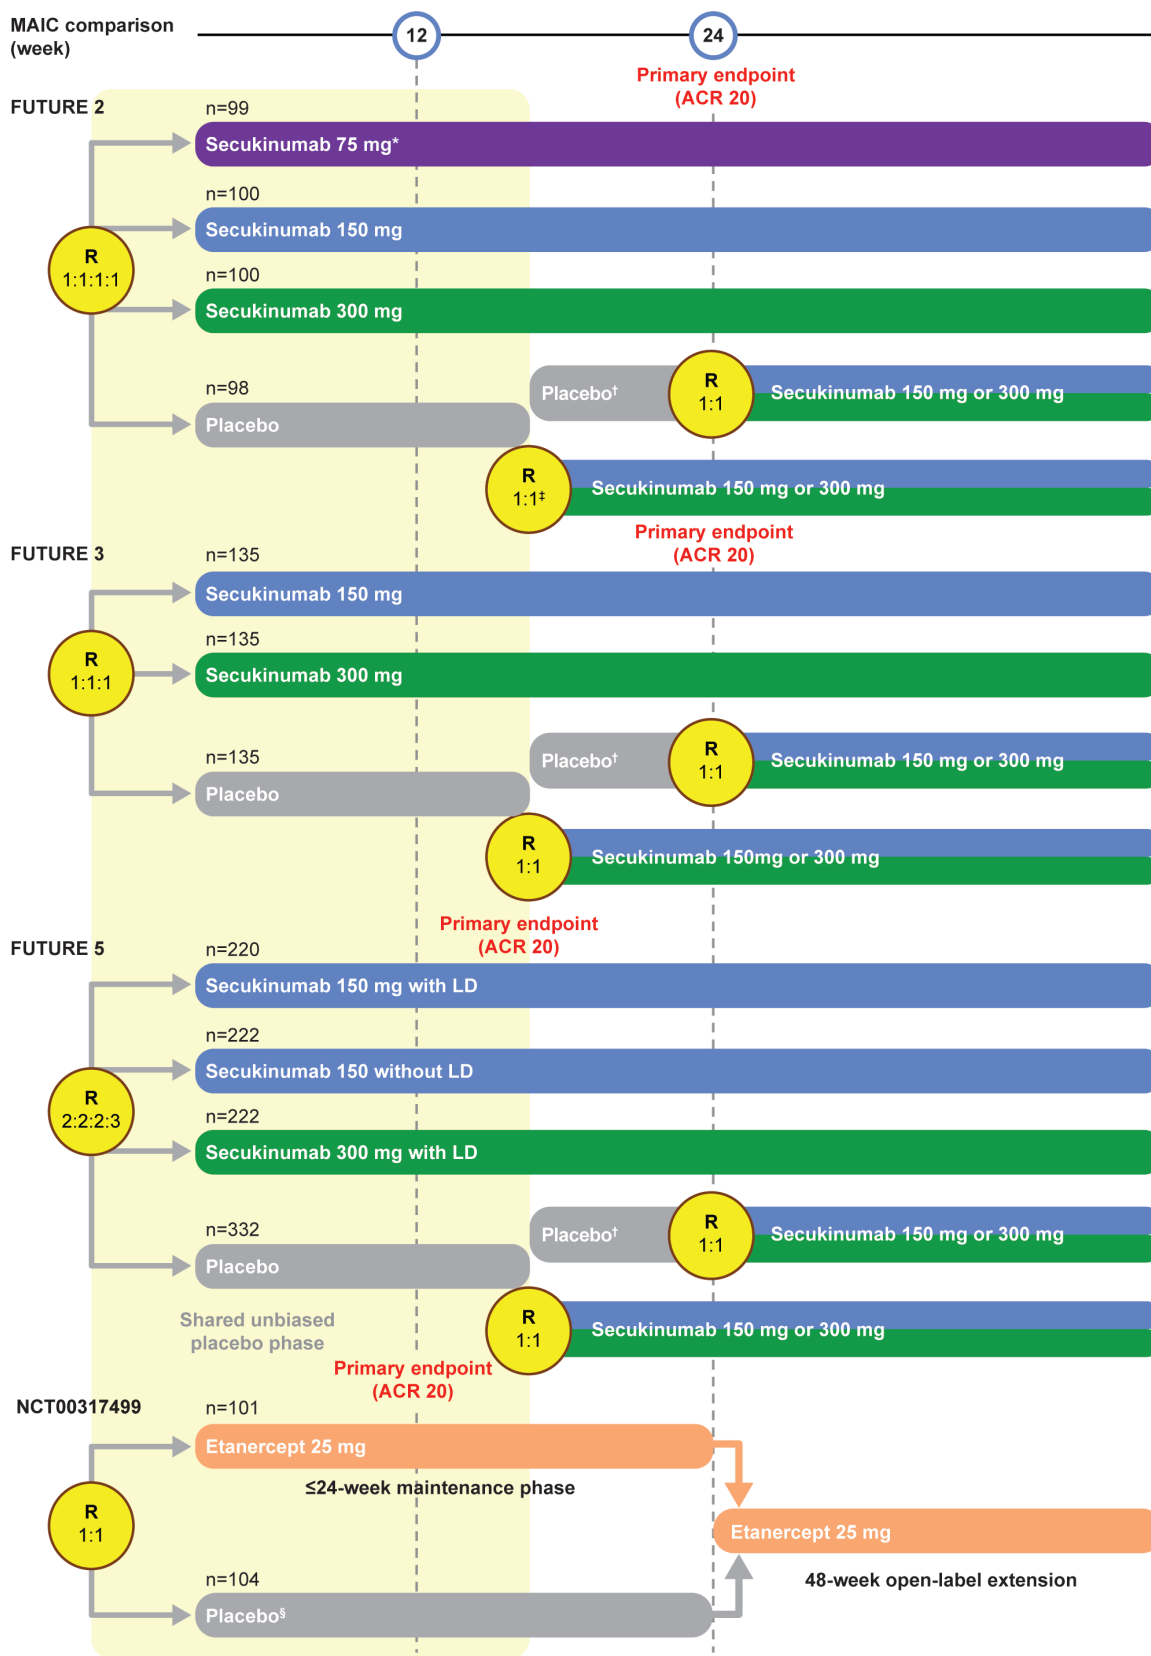 MAIC comparison
(week)
12
24
Primary endpoint
(ACR 20)
FUTURE 2
n=99
Secukinumab 75 mg*
n=100
Secukinumab 150 mg
R
1:1:1:1
n=100
Secukinumab 300 mg
n=98
Placebo
Placebo†
R
1:1
Secukinumab 150 mg or 300 mg
R
1:1‡
Secukinumab 150 mg or 300 mg
Primary endpoint
(ACR 20)
FUTURE 3
n=135
Secukinumab 150 mg
R
1:1:1
n=135
Secukinumab 300 mg
n=135
Placebo
Placebo†
R
1:1
Secukinumab 150 mg or 300 mg
R
1:1
Secukinumab 150mg or 300 mg
Primary endpoint
(ACR 20)
FUTURE 5
n=220
Secukinumab 150 mg with LD
n=222
Secukinumab 150 without LD
R
2:2:2:3
n=222
Secukinumab 300 mg with LD
n=332
Placebo
Placebo†
R
1:1
Secukinumab 150 mg or 300 mg
Shared unbiased
placebo phase
R
1:1
Secukinumab 150 mg or 300 mg
Primary endpoint
(ACR 20)
NCT00317499
n=101
Etanercept 25 mg
≤24-week maintenance phase
R
1:1
Etanercept 25 mg
48-week open-label extension
n=104
Placebo§